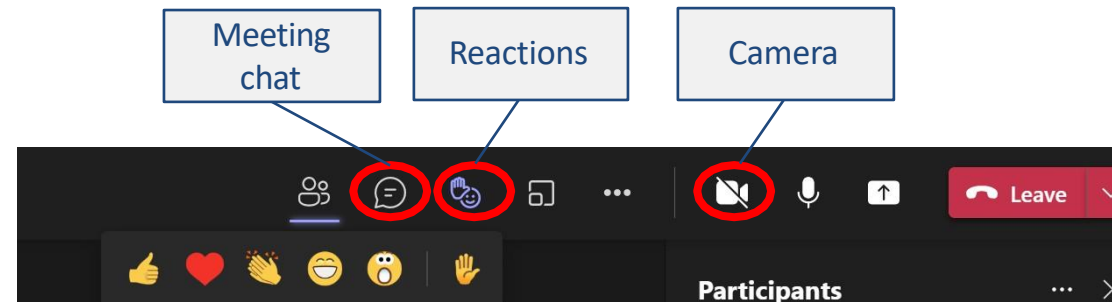 Meeting
chat
Reactions
Camera
Leave
Participants